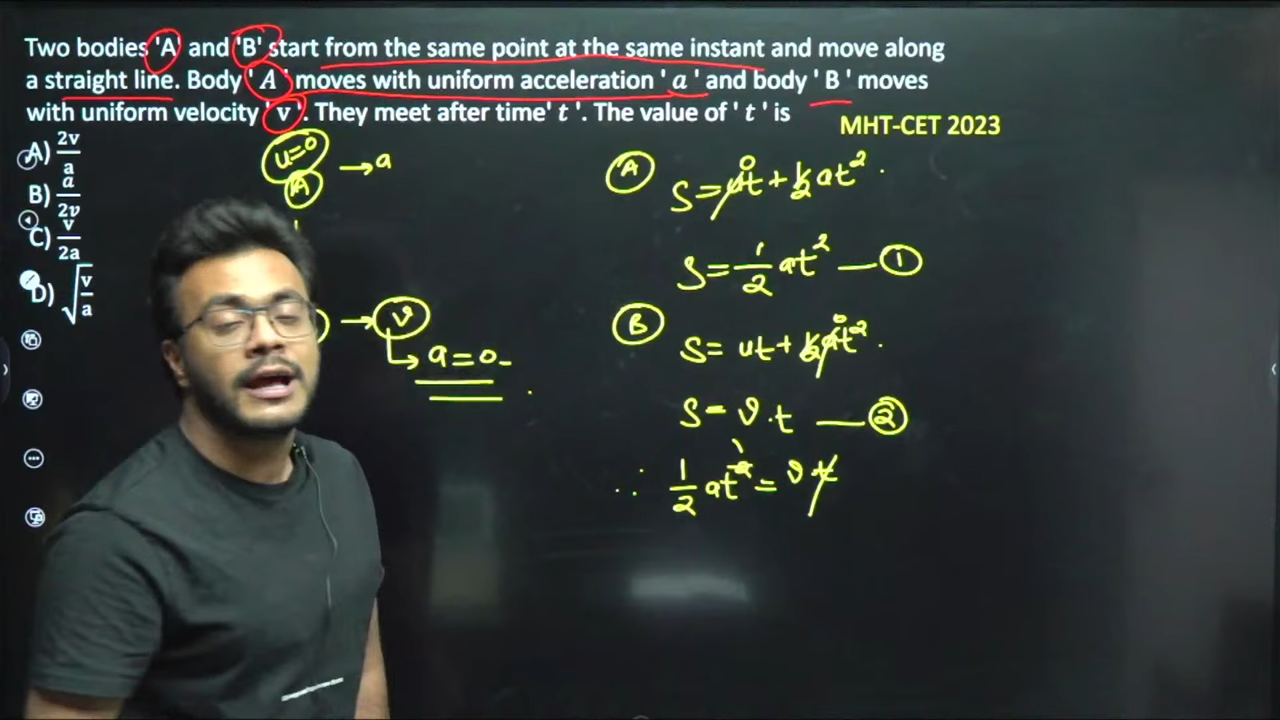 Two bodies 'A' and 'B' start from the same point at the same instant and move along
a straight line. Body 'A' moves with uniform acceleration 'a' and body 'B' moves
with uniform velocity 'v'. They meet after time 't'. The value of 't' is
MHT-CET 2023
A) 2v/a
B) a/2v
C) v/2a
D) √(v/a)
u=0
A → a
→ v
↳ a=0
A S=ut+½at²
0
S=½at² — 1
B S=ut+½at²
0
S=v.t — 2
∴ ½at²=vt